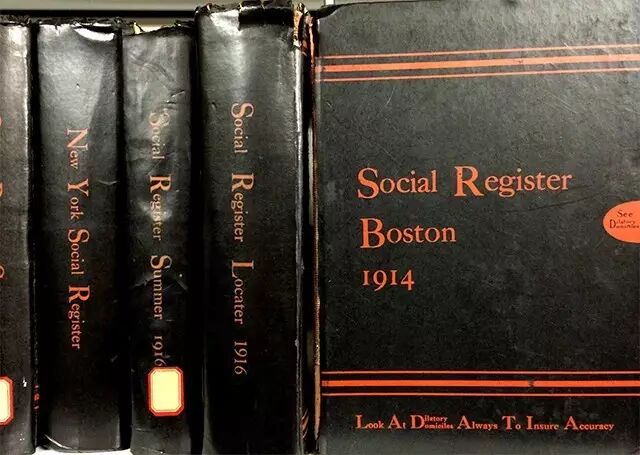 New York Social Register
Social Register Summer 1916
Social Register Locater 1916
Social Register
Boston
1914
See
Dilatory
Domiciles
Look At Dilatory Domiciles Always To Insure Accuracy